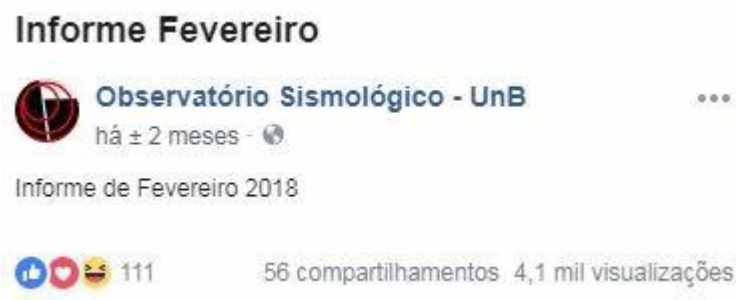 Informe Fevereiro
Observatório Sismológico - UnB
há ± 2 meses ·
Informe de Fevereiro 2018
111 56 compartilhamentos 4,1 mil visualizações